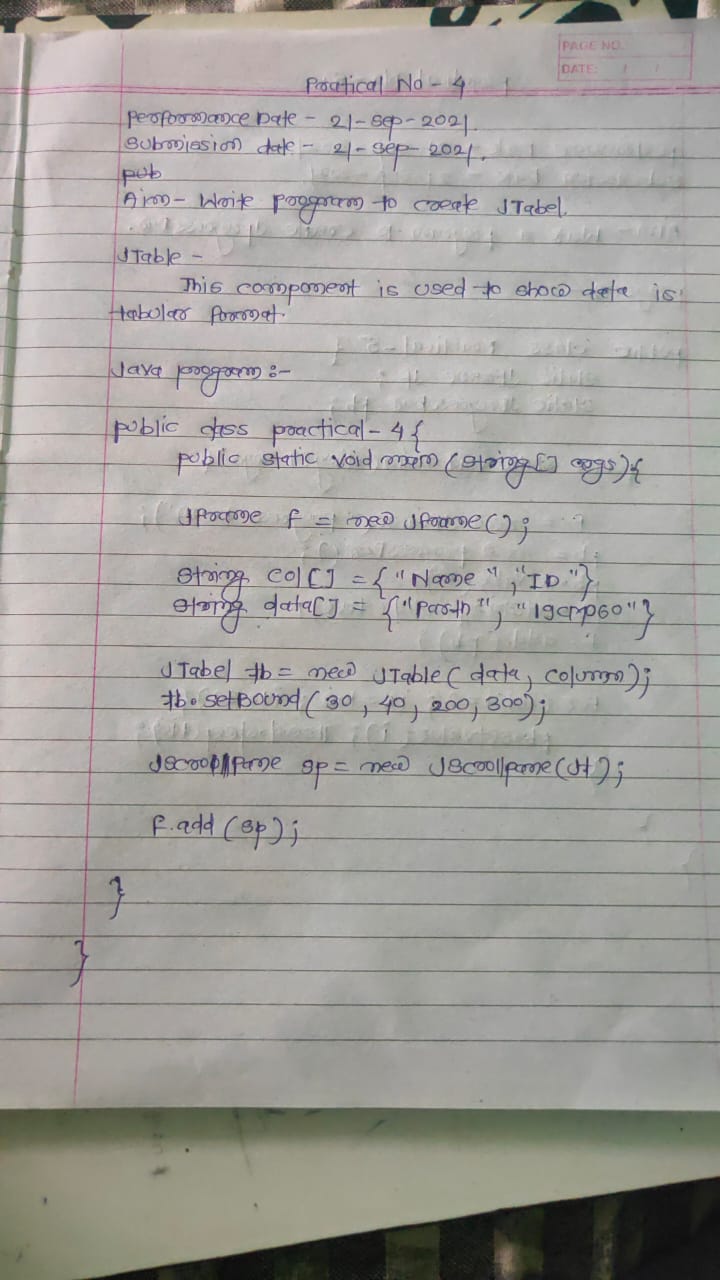 PAGE NO.
DATE: / /
Pratical No - 4
Performance Date - 21-sep-2021.
submission date - 21-sep-2021.
pub
Aim - Write program to create JTabel.
JTable -
This component is used to show data is
tabular format.
Java program :-
public class practical-4 {
public static void main (string[] args) {
Jframe f = new Jframe();
string col[] = { "Name", "ID" }
string data[] = { "Parth", "19cmp60" }
JTabel tb = new JTable( data, column);
tb.setBound ( 30, 40, 200, 300);
Jscrollpane sp = new Jscrollpane (Jt);
f.add (sp);
}
}